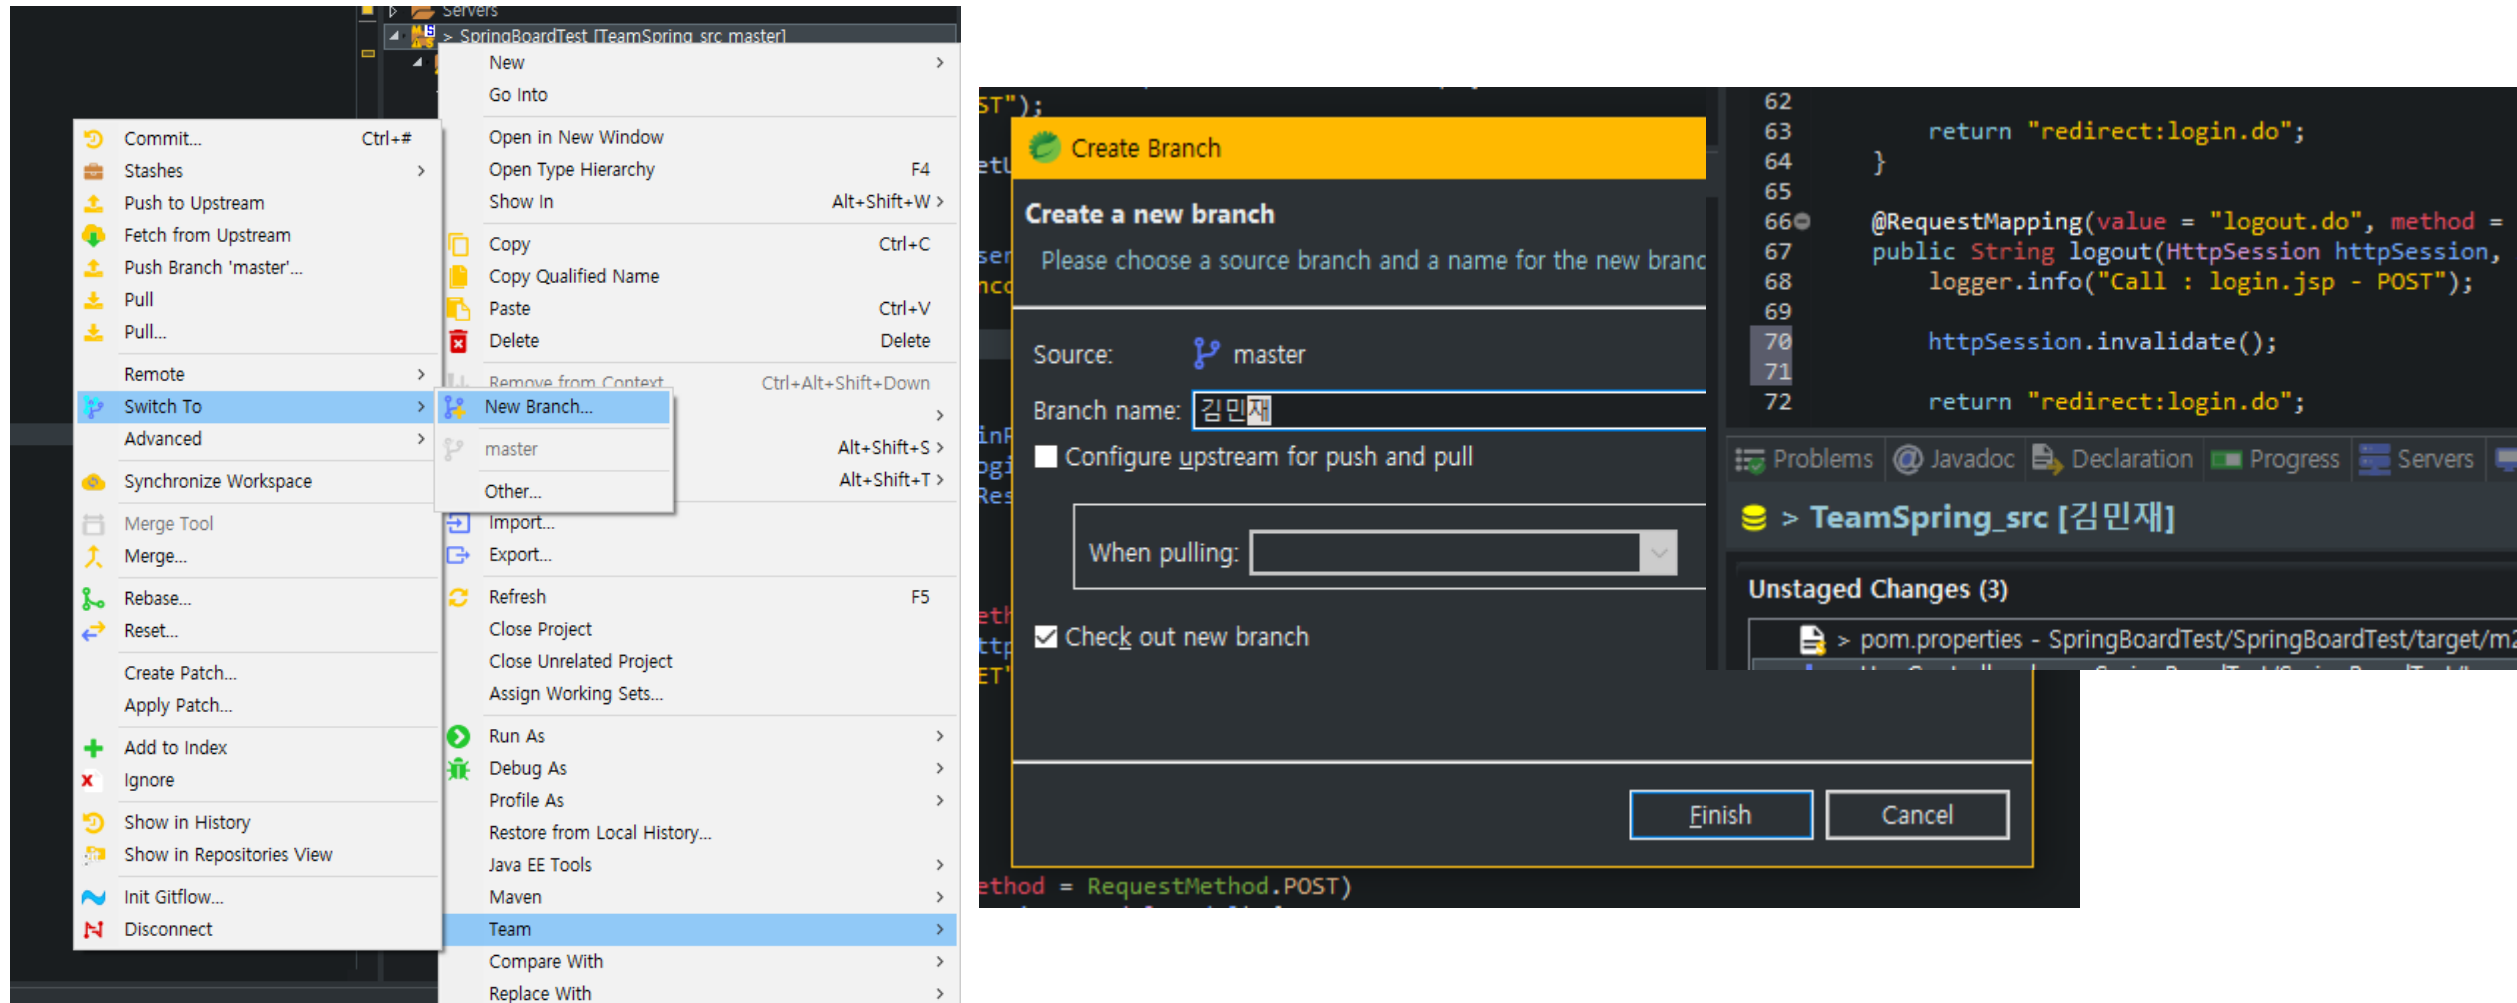 Servers
> SpringBoardTest [TeamSpring_src master]
New
Go Into
Open in New Window
Open Type Hierarchy F4
Show In Alt+Shift+W >
Copy Ctrl+C
Copy Qualified Name
Paste Ctrl+V
Delete Delete
Remove from Context Ctrl+Alt+Shift+Down
Alt+Shift+S >
Alt+Shift+T >
Import...
Export...
Refresh F5
Close Project
Close Unrelated Project
Assign Working Sets...
Run As
Debug As
Profile As
Restore from Local History...
Java EE Tools
Maven
Team
Compare With
Replace With
Commit... Ctrl+#
Stashes
Push to Upstream
Fetch from Upstream
Push Branch 'master'...
Pull
Pull...
Remote
Switch To
Advanced
Synchronize Workspace
Merge Tool
Merge...
Rebase...
Reset...
Create Patch...
Apply Patch...
Add to Index
Ignore
Show in History
Show in Repositories View
Init Gitflow...
Disconnect
New Branch...
master
Other...
ST");
Create Branch
Create a new branch
Please choose a source branch and a name for the new branc
Source: master
Branch name: 김민재
Configure upstream for push and pull
When pulling:
Check out new branch
Finish Cancel
ethod = RequestMethod.POST)
62
63 return "redirect:login.do";
64 }
65
66 @RequestMapping(value = "logout.do", method =
67 public String logout(HttpSession httpSession,
68 logger.info("Call : login.jsp - POST");
69
70 httpSession.invalidate();
71
72 return "redirect:login.do";
Problems @ Javadoc Declaration Progress Servers
> TeamSpring_src [김민재]
Unstaged Changes (3)
> pom.properties - SpringBoardTest/SpringBoardTest/target/m2